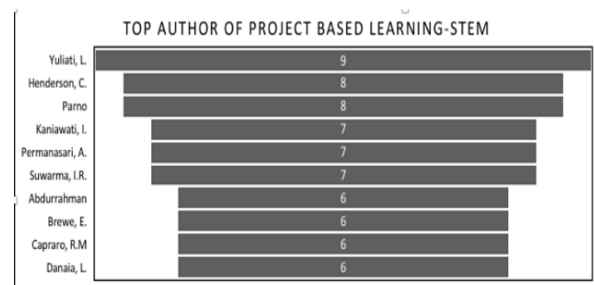 TOP AUTHOR OF PROJECT BASED LEARNING-STEM
Yuliati, L. 9
Henderson, C. 8
Parno 8
Kaniawati, I. 7
Permanasari, A. 7
Suwarma, I.R. 7
Abdurrahman 6
Brewe, E. 6
Capraro, R.M 6
Danaia, L. 6